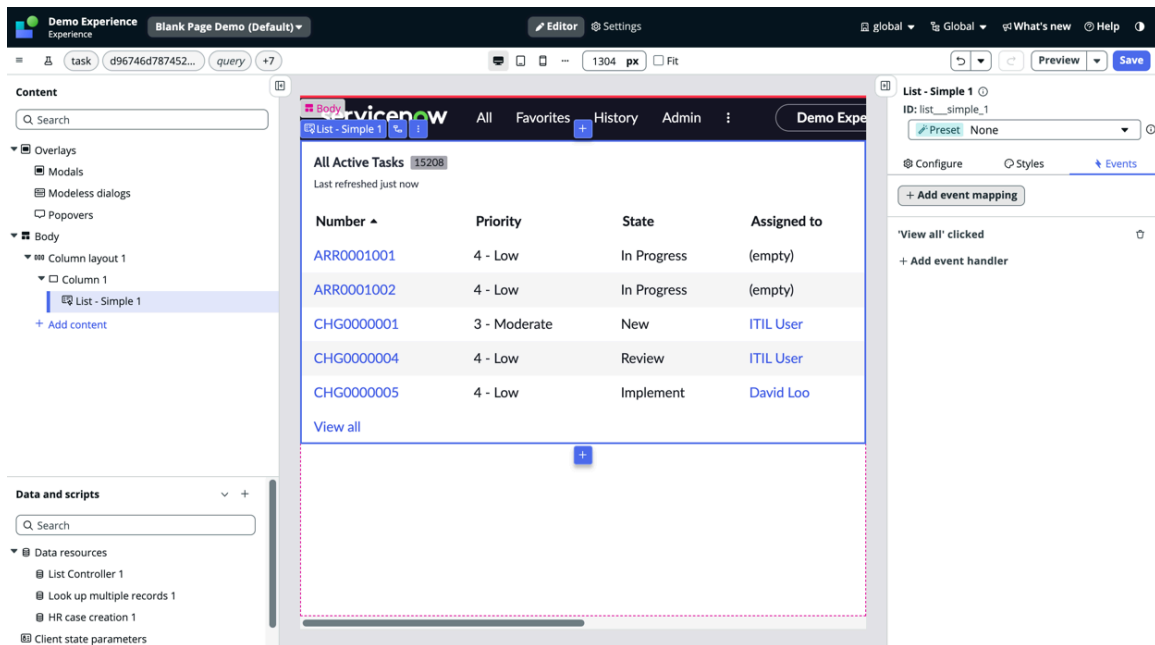 Demo Experience
Experience
Blank Page Demo (Default)
Editor
Settings
global
Global
What's new
Help
task
d96746d787452...
query
+7
1304 px
Fit
Preview
Save
Content
Search
Overlays
Modals
Modeless dialogs
Popovers
Body
Column layout 1
Column 1
List - Simple 1
+ Add content
Data and scripts
Search
Data resources
List Controller 1
Look up multiple records 1
HR case creation 1
Client state parameters
Body
servicenow
All Favorites History Admin
Demo Expe
List - Simple 1
All Active Tasks 15208
Last refreshed just now
Number Priority State Assigned to
ARR0001001 4 - Low In Progress (empty)
ARR0001002 4 - Low In Progress (empty)
CHG0000001 3 - Moderate New ITIL User
CHG0000004 4 - Low Review ITIL User
CHG0000005 4 - Low Implement David Loo
View all
List - Simple 1
ID: list__simple_1
Preset None
Configure
Styles
Events
+ Add event mapping
'View all' clicked
+ Add event handler